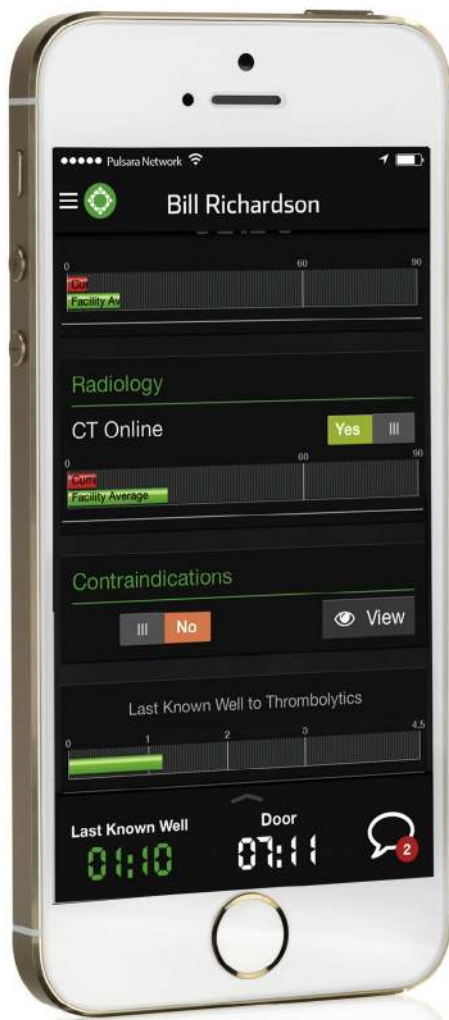 Pulsara Network
Bill Richardson
0 60 90
Cur
Facility Av
Radiology
CT Online
Yes
0 60 90
Curre
Facility Average
Contraindications
No
View
Last Known Well to Thrombolytics
0 1 2 3 4.5
Last Known Well
Door
01:10
07:11
2